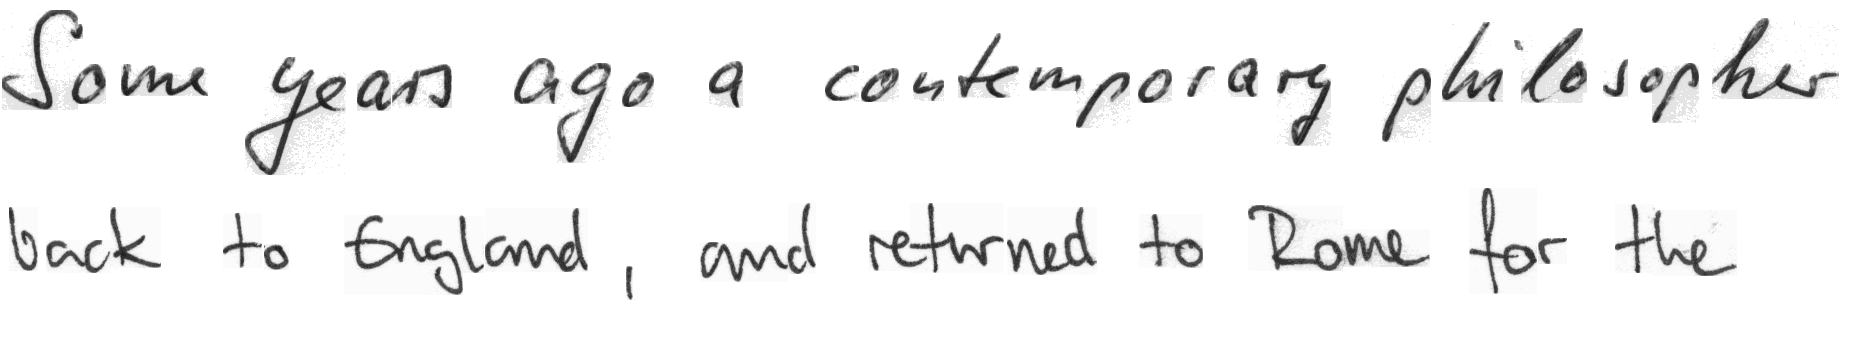 Some years ago a contemporary philosopher
back to England, and returned to Rome for the